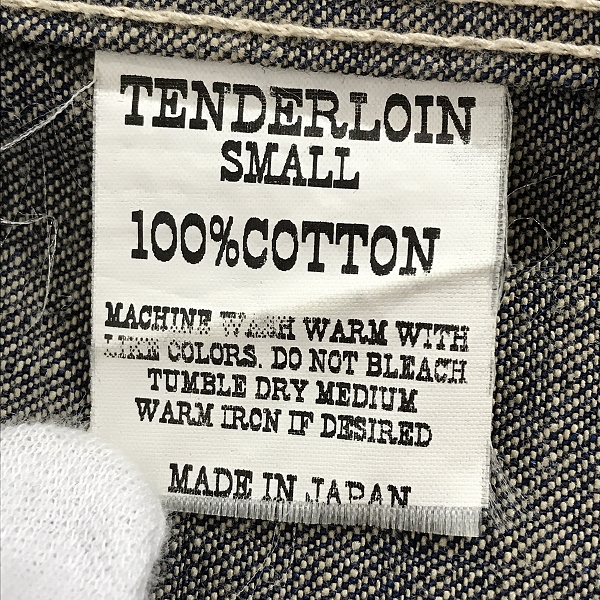 TENDERLOIN
SMALL
100%COTTON
MACHINE WASH WARM WITH
LIKE COLORS. DO NOT BLEACH
TUMBLE DRY MEDIUM
WARM IRON IF DESIRED
MADE IN JAPAN